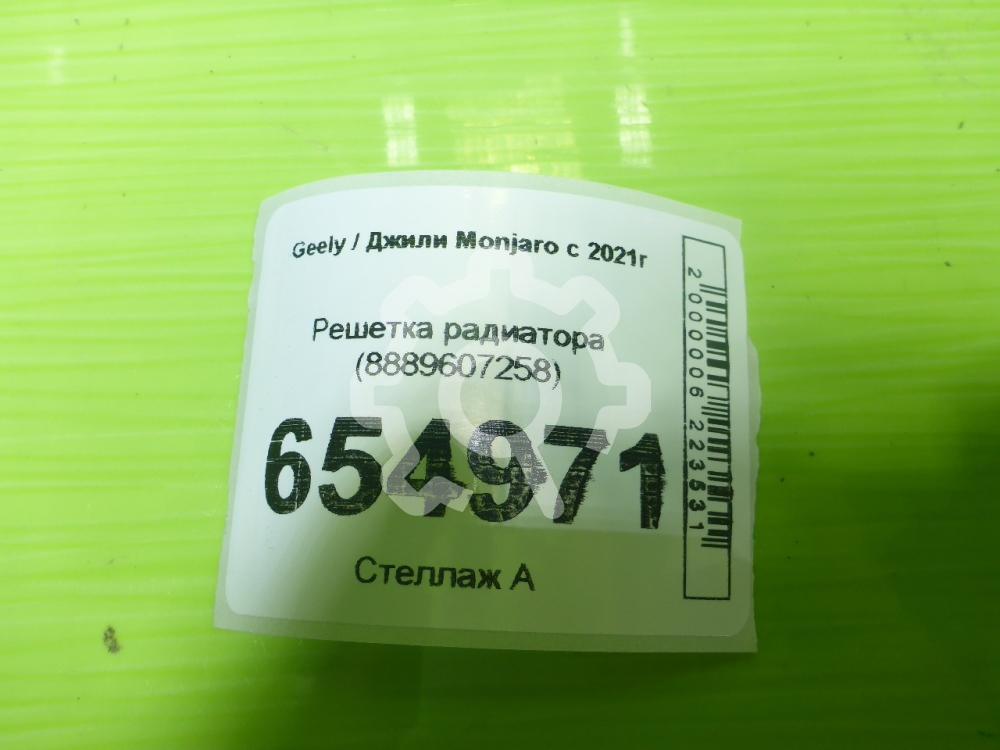 Geely / Джили Monjaro с 2021г
Решетка радиатора
(8889607258)
654971
Стеллаж А
2000006223531